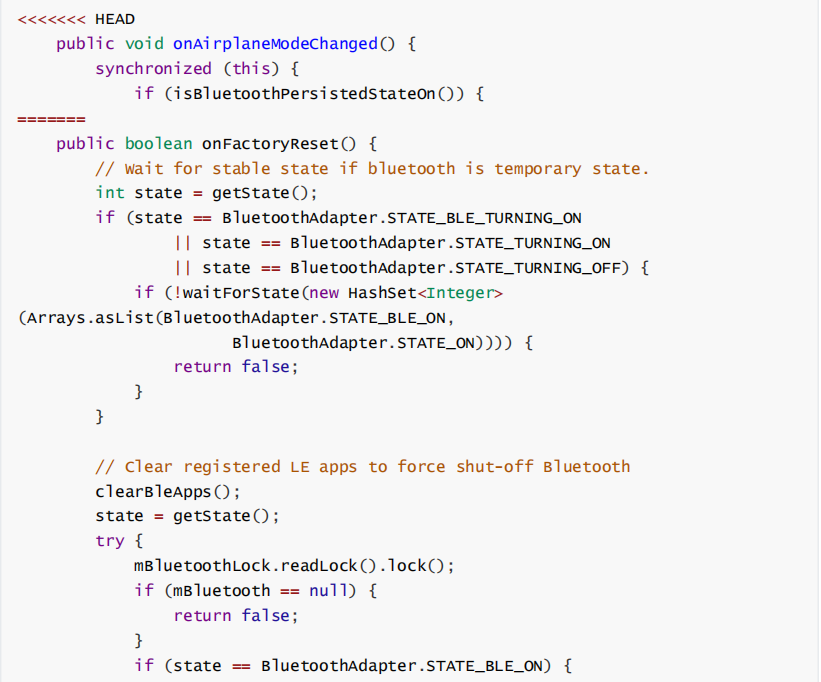 <<<<<<< HEAD
    public void onAirplaneModeChanged() {
        synchronized (this) {
            if (isBluetoothPersistedStateOn()) {
=======
    public boolean onFactoryReset() {
        // Wait for stable state if bluetooth is temporary state.
        int state = getState();
        if (state == BluetoothAdapter.STATE_BLE_TURNING_ON
                || state == BluetoothAdapter.STATE_TURNING_ON
                || state == BluetoothAdapter.STATE_TURNING_OFF) {
            if (!waitForState(new HashSet<Integer>
(Arrays.asList(BluetoothAdapter.STATE_BLE_ON,
                      BluetoothAdapter.STATE_ON)))) {
                return false;
            }
        }

        // Clear registered LE apps to force shut-off Bluetooth
        clearBleApps();
        state = getState();
        try {
            mBluetoothLock.readLock().lock();
            if (mBluetooth == null) {
                return false;
            }
            if (state == BluetoothAdapter.STATE_BLE_ON) {